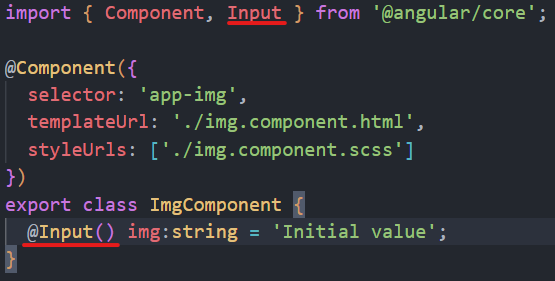 import { Component, Input } from '@angular/core';
@Component({
selector: 'app-img',
templateUrl: './img.component.html',
styleUrls: ['./img.component.scss']
})
export class ImgComponent {
@Input() img:string = 'Initial value';
}